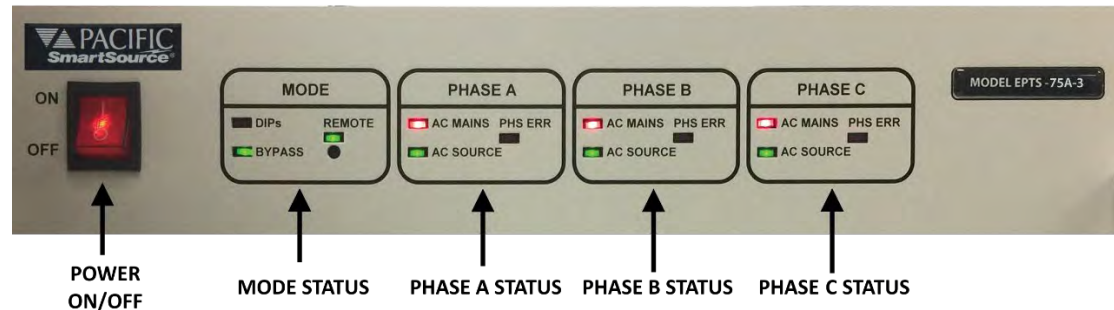 PACIFIC
SmartSource®
ON
OFF
MODE
DIPs REMOTE
BYPASS
PHASE A
AC MAINS PHS ERR
AC SOURCE
PHASE B
AC MAINS PHS ERR
AC SOURCE
PHASE C
AC MAINS PHS ERR
AC SOURCE
MODEL EPTS -75A-3
POWER
ON/OFF
MODE STATUS
PHASE A STATUS
PHASE B STATUS
PHASE C STATUS